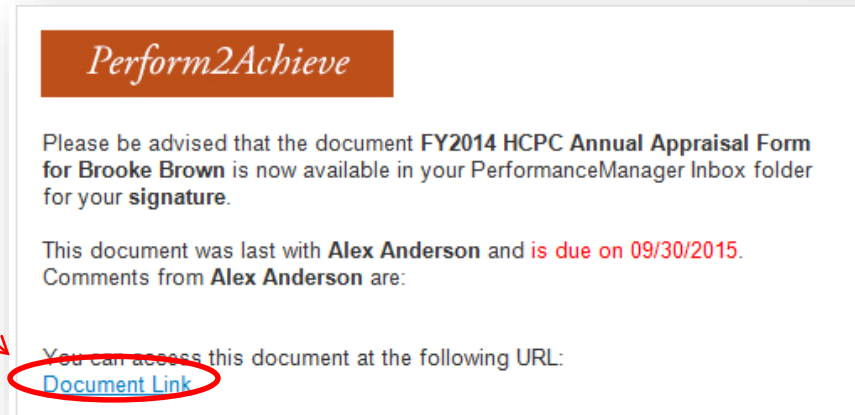 Perform2Achieve
Please be advised that the document FY2014 HCPC Annual Appraisal Form
for Brooke Brown is now available in your PerformanceManager Inbox folder
for your signature.
This document was last with Alex Anderson and is due on 09/30/2015.
Comments from Alex Anderson are:
You can access this document at the following URL:
Document Link